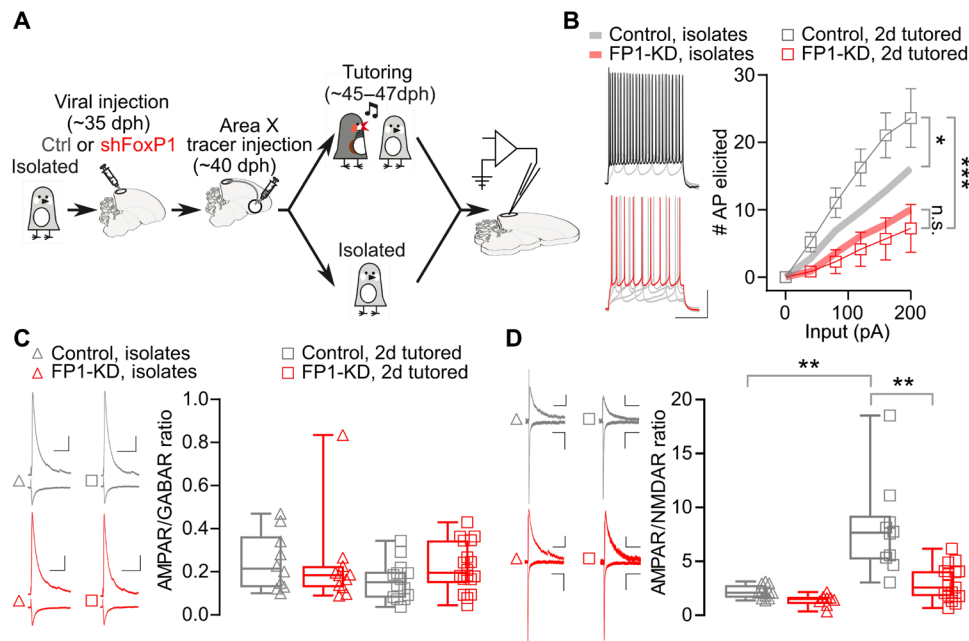 A
Viral injection
(~35 dph)
Ctrl or shFoxP1
Isolated
Area X
tracer injection
(~40 dph)
Tutoring
(~45–47dph)
Isolated
B
Control, isolates
FP1-KD, isolates
Control, 2d tutored
FP1-KD, 2d tutored
# AP elicited
30
20
10
0
0
100
200
Input (pA)
*
***
n.s.
C
Control, isolates
FP1-KD, isolates
Control, 2d tutored
FP1-KD, 2d tutored
AMPAR/GABAR ratio
1.0
0.8
0.6
0.4
0.2
0.0
D
**
**
AMPAR/NMDAR ratio
20
15
10
5
0